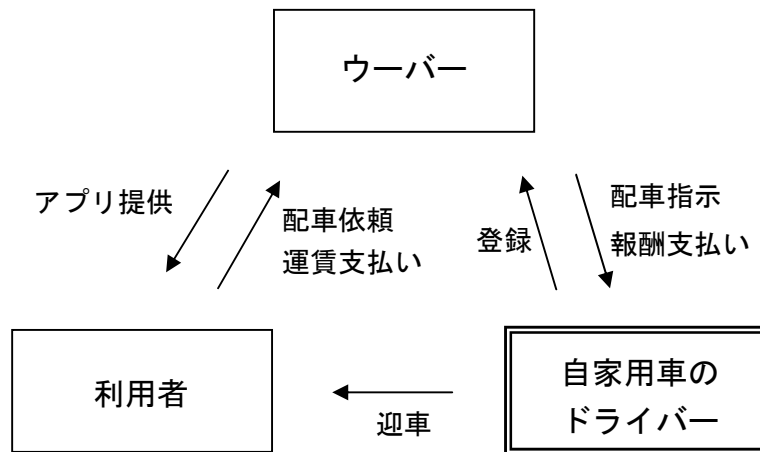 ウーバー
アプリ提供
配車依頼
運賃支払い
登録
配車指示
報酬支払い
利用者
迎車
自家用車の
ドライバー